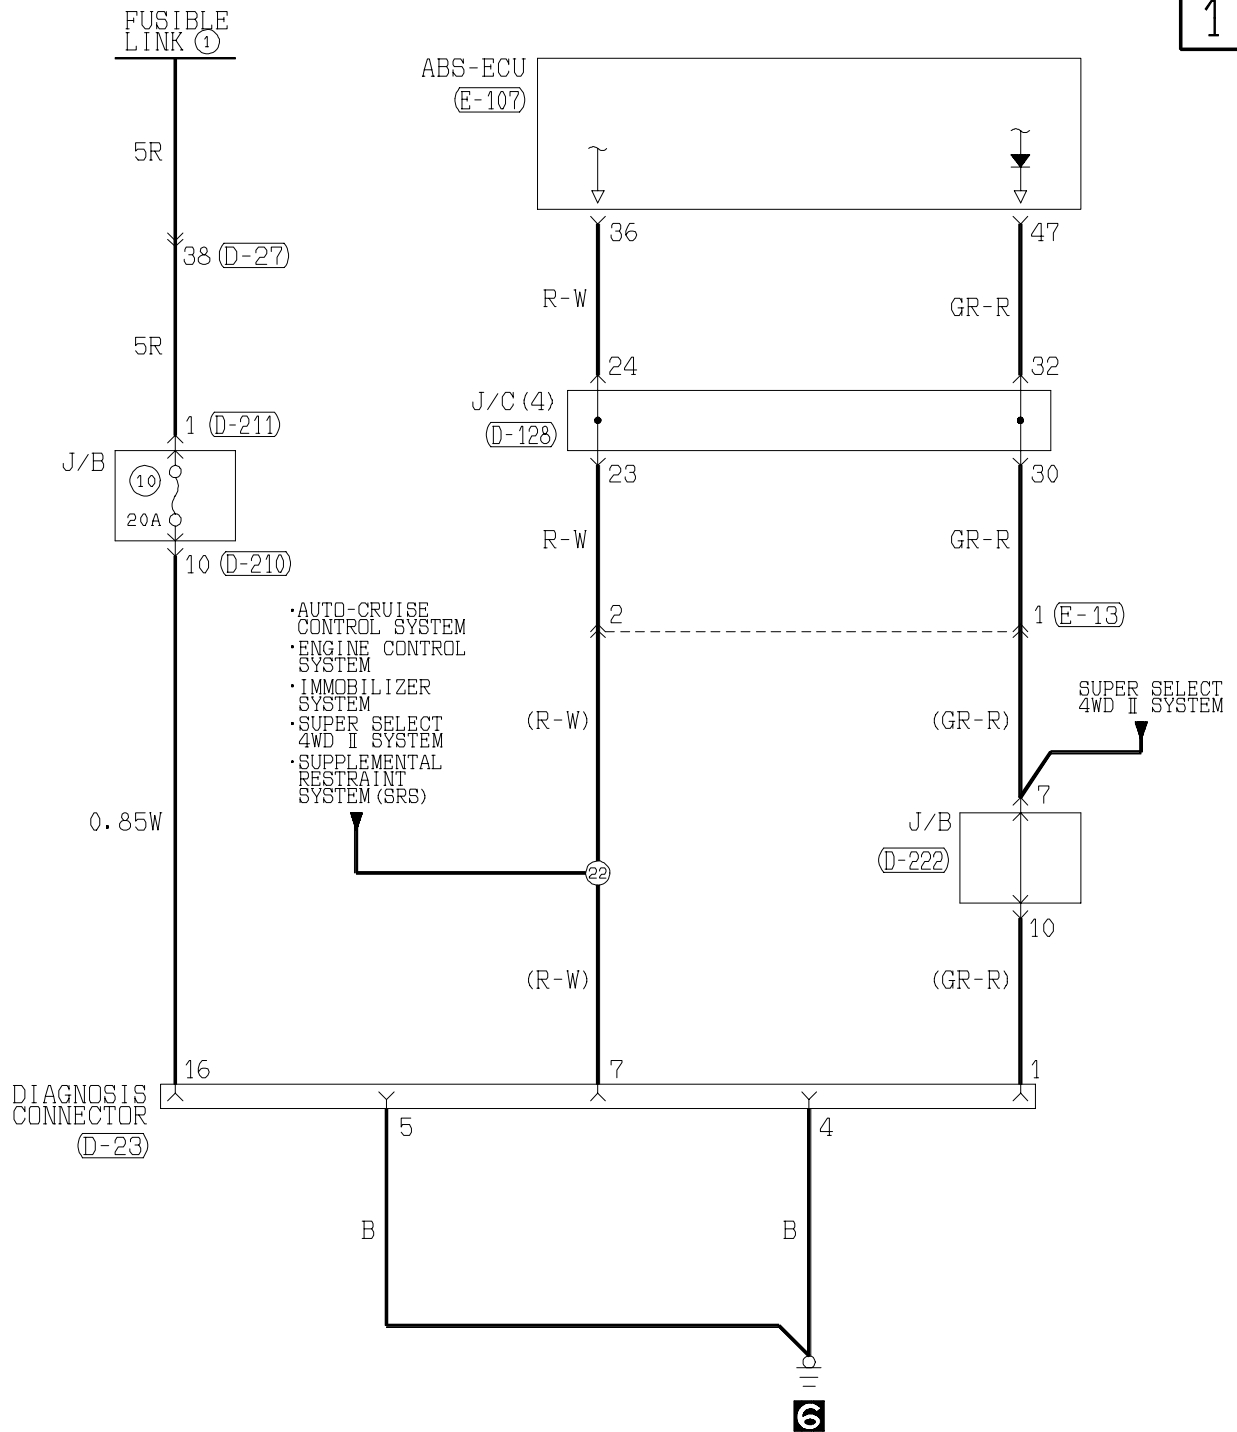 FUSIBLE
LINK ①
1
ABS-ECU
(E-107)
5R
36
47
38 (D-27)
R-W
GR-R
5R
24
32
J/C(4)
(D-128)
1 (D-211)
J/B
10
20A
23
30
R-W
GR-R
10 (D-210)
·AUTO-CRUISE
CONTROL SYSTEM
·ENGINE CONTROL
SYSTEM
·IMMOBILIZER
SYSTEM
·SUPER SELECT
4WD Ⅱ SYSTEM
·SUPPLEMENTAL
RESTRAINT
SYSTEM(SRS)
2
1 (E-13)
SUPER SELECT
4WD Ⅱ SYSTEM
(R-W)
(GR-R)
7
0.85W
J/B
(D-222)
22
10
(R-W)
(GR-R)
16
7
1
DIAGNOSIS
CONNECTOR
(D-23)
5
4
B
B
6